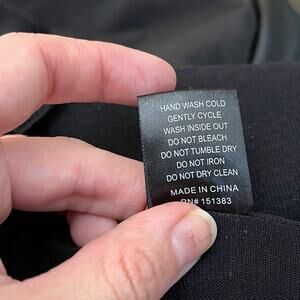 HAND WASH COLD
GENTLY CYCLE
WASH INSIDE OUT
DO NOT BLEACH
DO NOT TUMBLE DRY
DO NOT IRON
DO NOT DRY CLEAN
MADE IN CHINA
RN# 151383